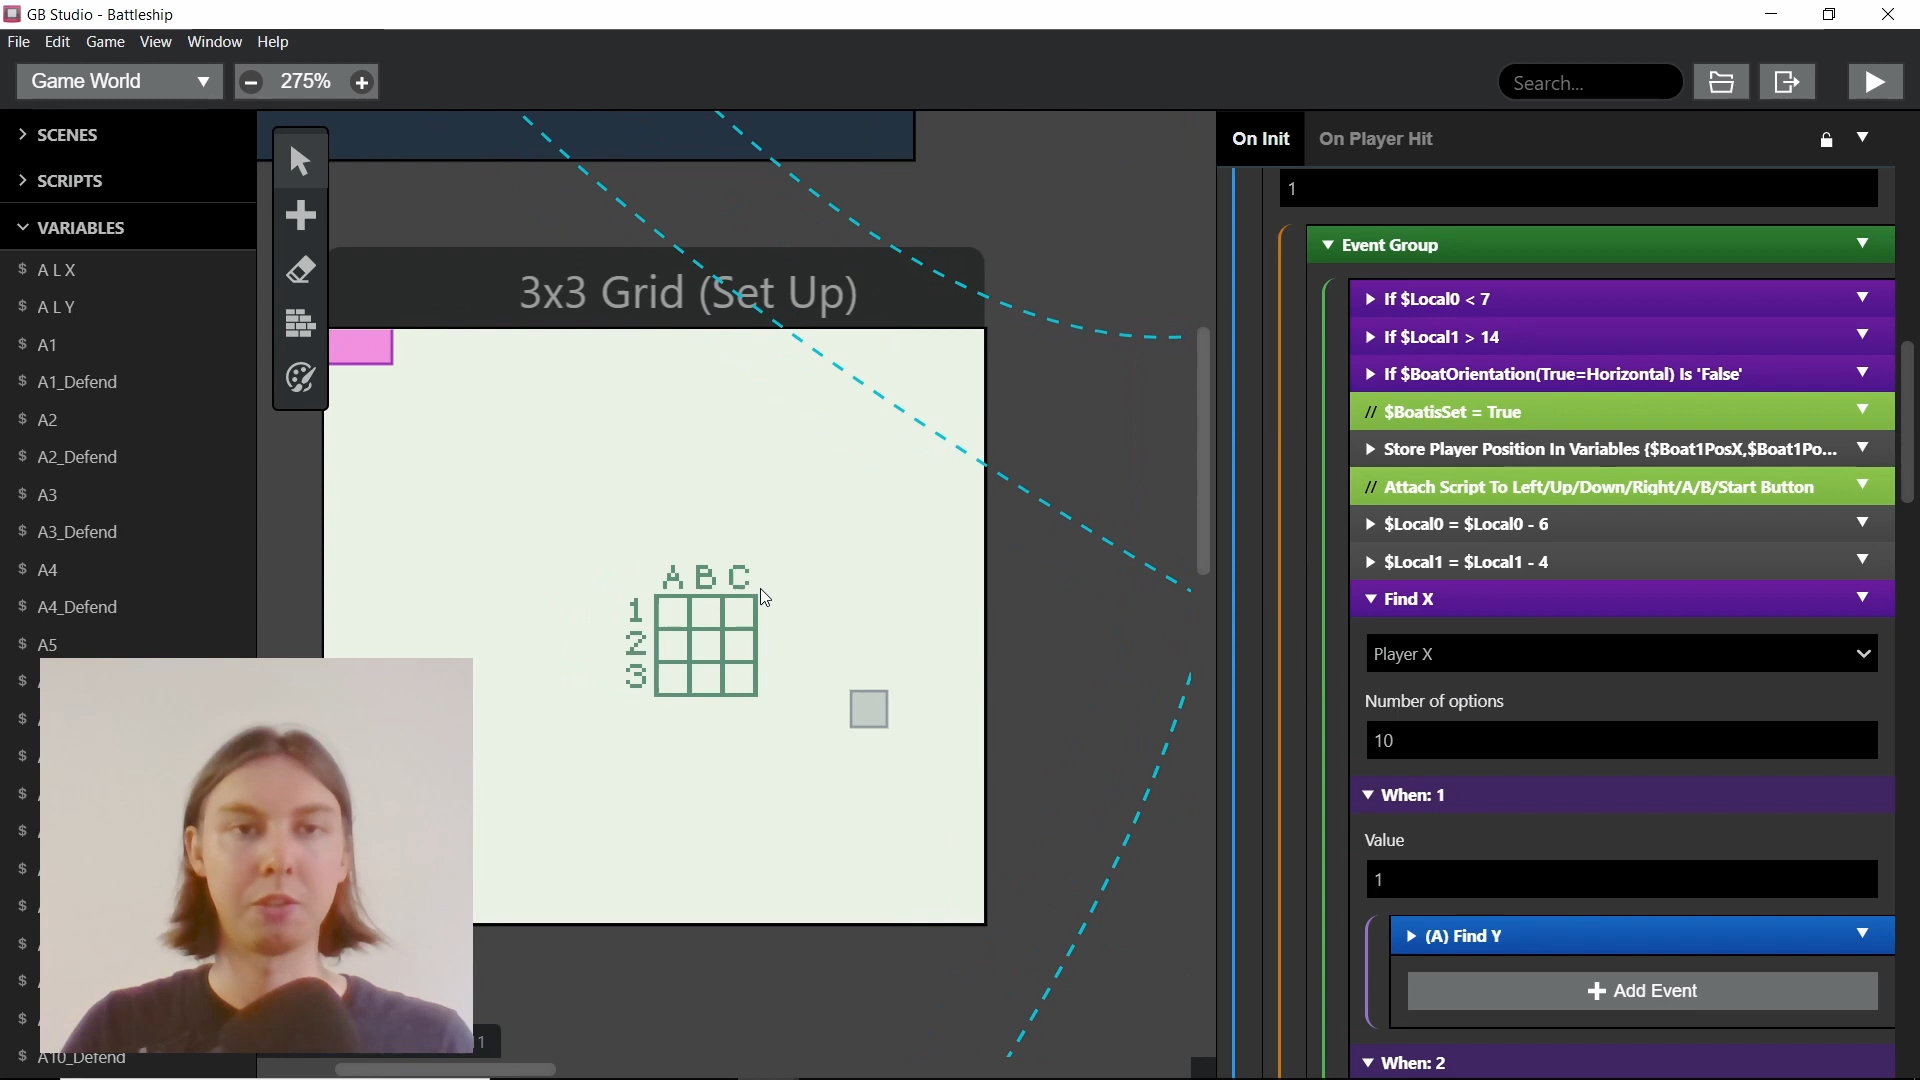 GB Studio - Battleship
File Edit Game View Window Help
Game World
275%
Search...
SCENES
SCRIPTS
VARIABLES
$ A L X
$ A L Y
$ A1
$ A1_Defend
$ A2
$ A2_Defend
$ A3
$ A3_Defend
$ A4
$ A4_Defend
$ A5
$
$
$
$
$
$
$
$
$
$
$ A10_Defend
3x3 Grid (Set Up)
A B C
1
2
3
On Init On Player Hit
1
Event Group
If $Local0 < 7
If $Local1 > 14
If $BoatOrientation(True=Horizontal) Is 'False'
// $BoatisSet = True
Store Player Position In Variables {$Boat1PosX,$Boat1Po...
// Attach Script To Left/Up/Down/Right/A/B/Start Button
$Local0 = $Local0 - 6
$Local1 = $Local1 - 4
Find X
Player X
Number of options
10
When: 1
Value
1
(A) Find Y
Add Event
When: 2